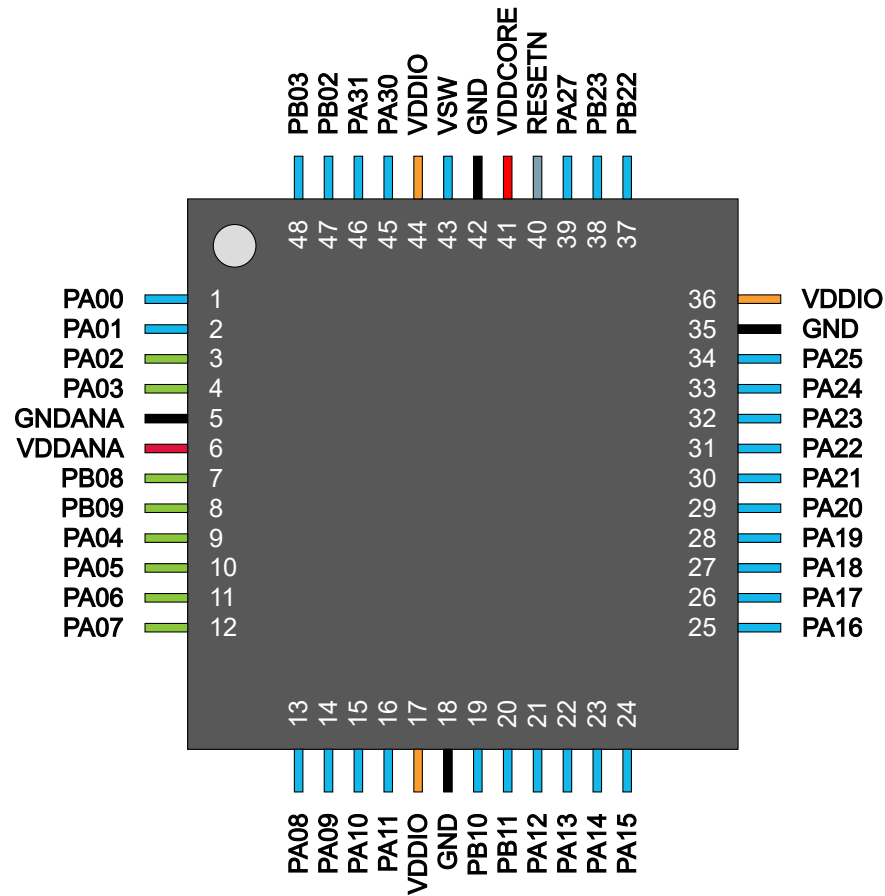 PB03 PB02 PA31 PA30 VDDIO VSW GND VDDCORE RESETN PA27 PB23 PB22
48 47 46 45 44 43 42 41 40 39 38 37
PA00 1 36 VDDIO
PA01 2 35 GND
PA02 3 34 PA25
PA03 4 33 PA24
GNDANA 5 32 PA23
VDDANA 6 31 PA22
PB08 7 30 PA21
PB09 8 29 PA20
PA04 9 28 PA19
PA05 10 27 PA18
PA06 11 26 PA17
PA07 12 25 PA16
13 14 15 16 17 18 19 20 21 22 23 24
PA08 PA09 PA10 PA11 VDDIO GND PB10 PB11 PA12 PA13 PA14 PA15